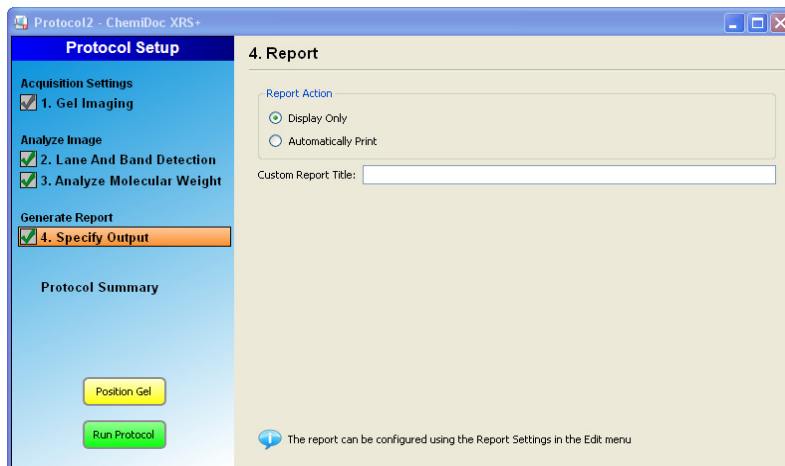 Protocol2 - ChemiDoc XRS+
Protocol Setup
Acquisition Settings
1. Gel Imaging
Analyze Image
2. Lane And Band Detection
3. Analyze Molecular Weight
Generate Report
4. Specify Output
Protocol Summary
Position Gel
Run Protocol
4. Report
Report Action
Display Only
Automatically Print
Custom Report Title:
The report can be configured using the Report Settings in the Edit menu